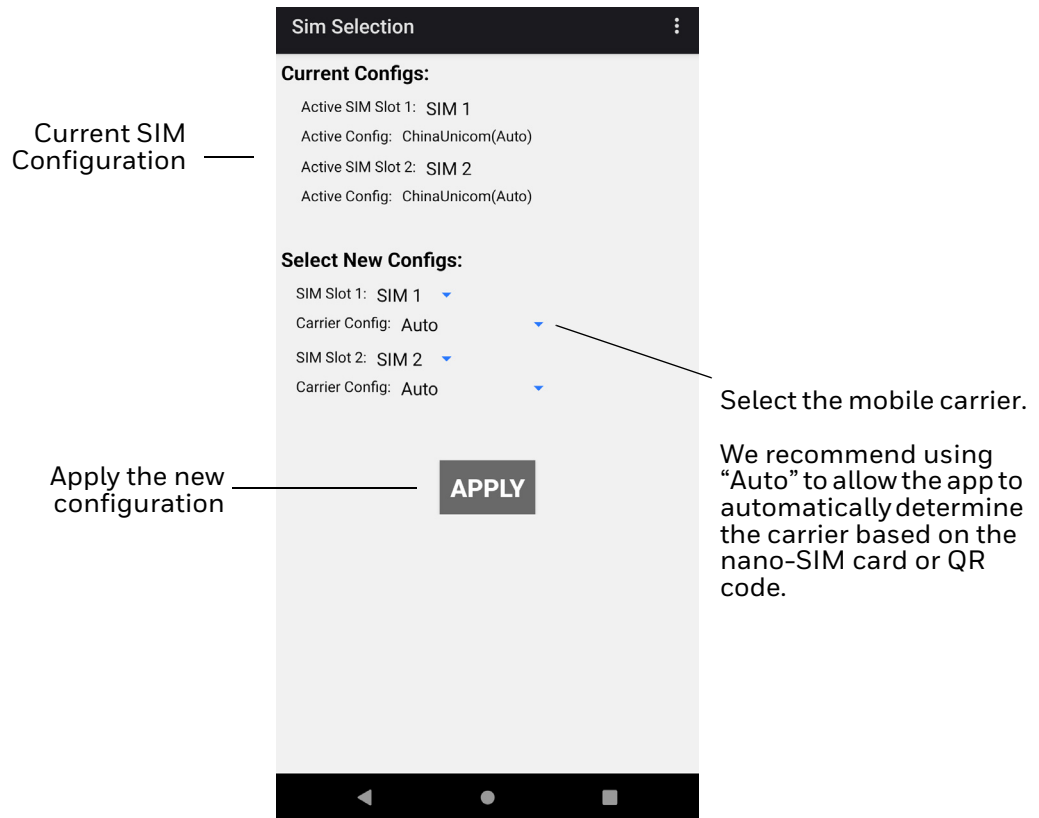 Sim Selection
Current Configs:
Active SIM Slot 1: SIM 1
Active Config: ChinaUnicom(Auto)
Active SIM Slot 2: SIM 2
Active Config: ChinaUnicom(Auto)
Current SIM
Configuration
Select New Configs:
SIM Slot 1: SIM 1
Carrier Config: Auto
SIM Slot 2: SIM 2
Carrier Config: Auto
Select the mobile carrier.
We recommend using
“Auto” to allow the app to
automatically determine
the carrier based on the
nano-SIM card or QR
code.
Apply the new
configuration
APPLY